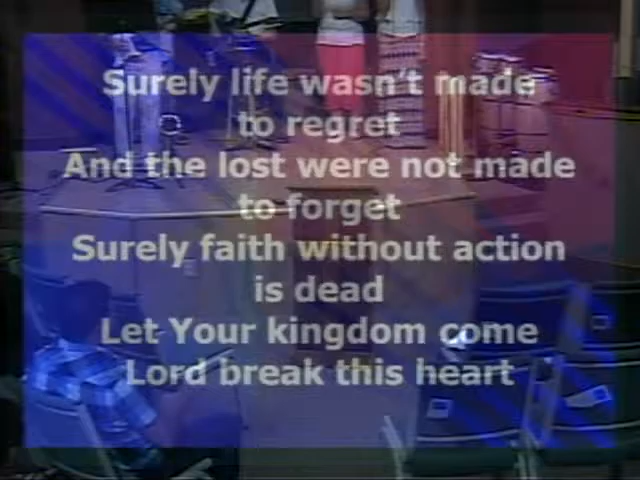 Surely life wasn't made
to regret
And the lost were not made
to forget
Surely faith without action
is dead
Let Your kingdom come
Lord break this heart